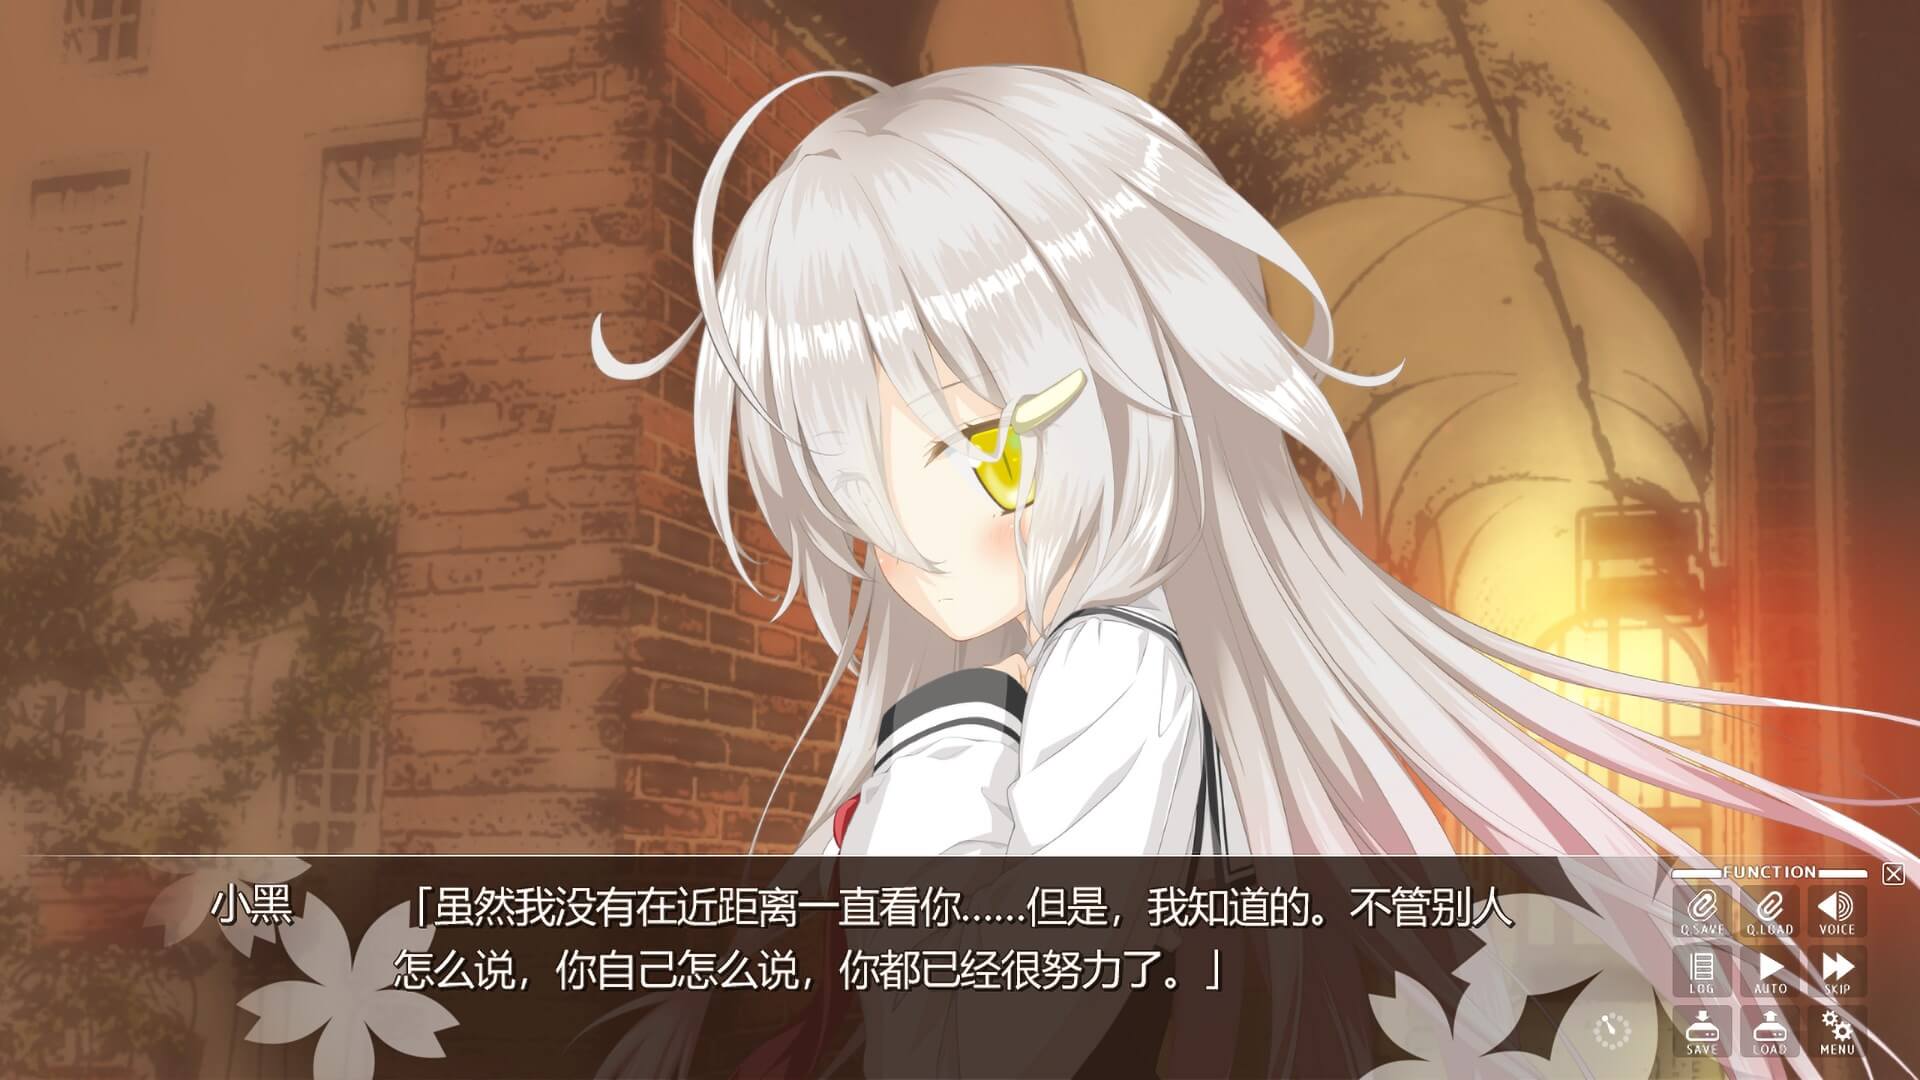 小黑
「虽然我没有在近距离一直看你……但是，我知道的。不管别人
怎么说，你自己怎么说，你都已经很努力了。」
FUNCTION
Q.SAVE Q.LOAD VOICE
LOG AUTO SKIP
SAVE LOAD MENU